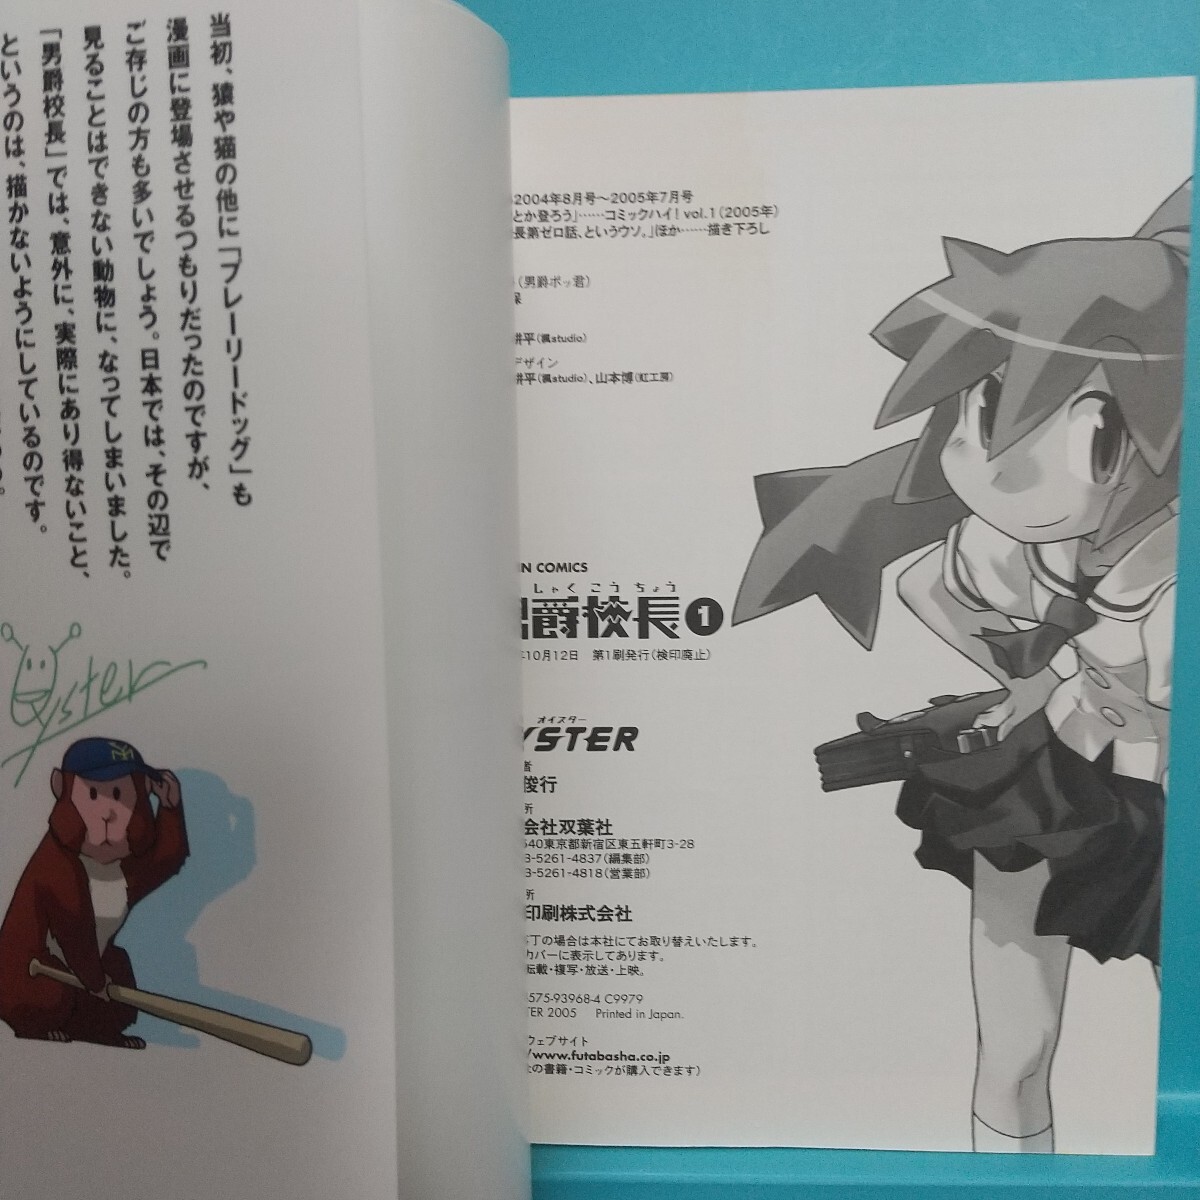 当初、猿や猫の他に「プレーリードッグ」も
漫画に登場させるつもりだったのですが、
ご存じの方も多いでしょう。日本では、その辺で
見ることはできない動物に、なってしまいました。
「男爵校長」では、意外に、実際にあり得ないこと、
というのは、描かないようにしているのです。
Oyster
2004年8月号～2005年7月号
とか登ろう」……コミックハイ! vol.1(2005年)
長第ゼロ話、というウソ。」ほか……描き下ろし
(男爵ポッ君)
耕平(楓studio)
デザイン
耕平(楓studio)、山本博(虹工房)
N COMICS
しゃくこうちょう
男爵校長1
年10月12日 第1刷発行(検印廃止)
オイスター
YSTER
者
俊行
所
会社双葉社
540東京都新宿区東五軒町3-28
3-5261-4837(編集部)
3-5261-4818(営業部)
所
印刷株式会社
丁の場合は本社にてお取り替えいたします。
カバーに表示してあります。
転載・複写・放送・上映。
575-93968-4 C9979
TER 2005 Printed in Japan.
ウェブサイト
/www.futabasha.co.jp
の書籍・コミックが購入できます)